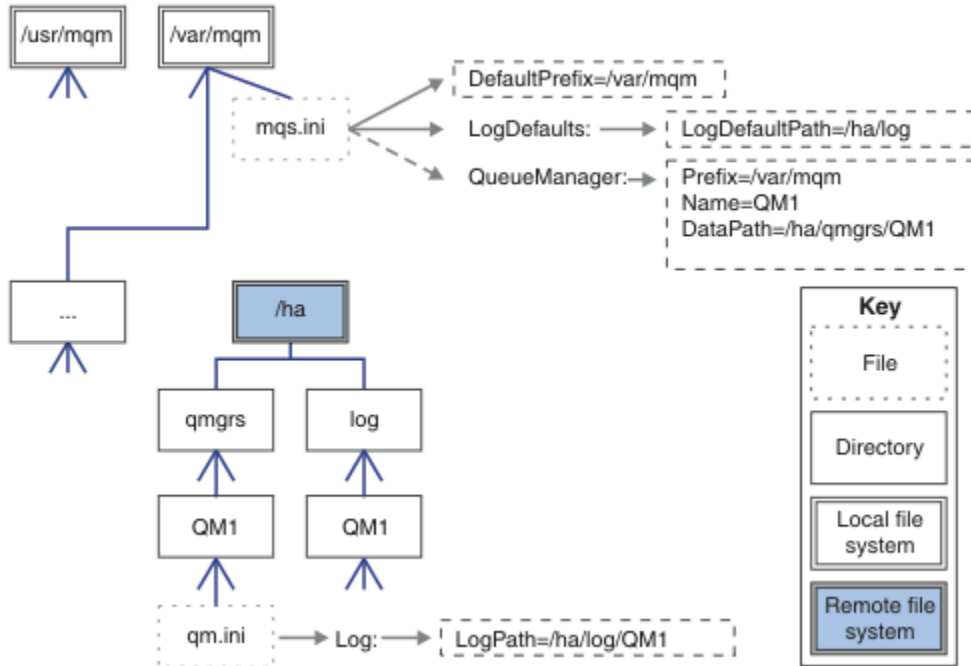 /usr/mqm
/var/mqm
mqs.ini
DefaultPrefix=/var/mqm
LogDefaults:
LogDefaultPath=/ha/log
QueueManager:
Prefix=/var/mqm
Name=QM1
DataPath=/ha/qmgrs/QM1
...
/ha
qmgrs
log
QM1
QM1
qm.ini
Log:
LogPath=/ha/log/QM1
Key
File
Directory
Local file
system
Remote file
system